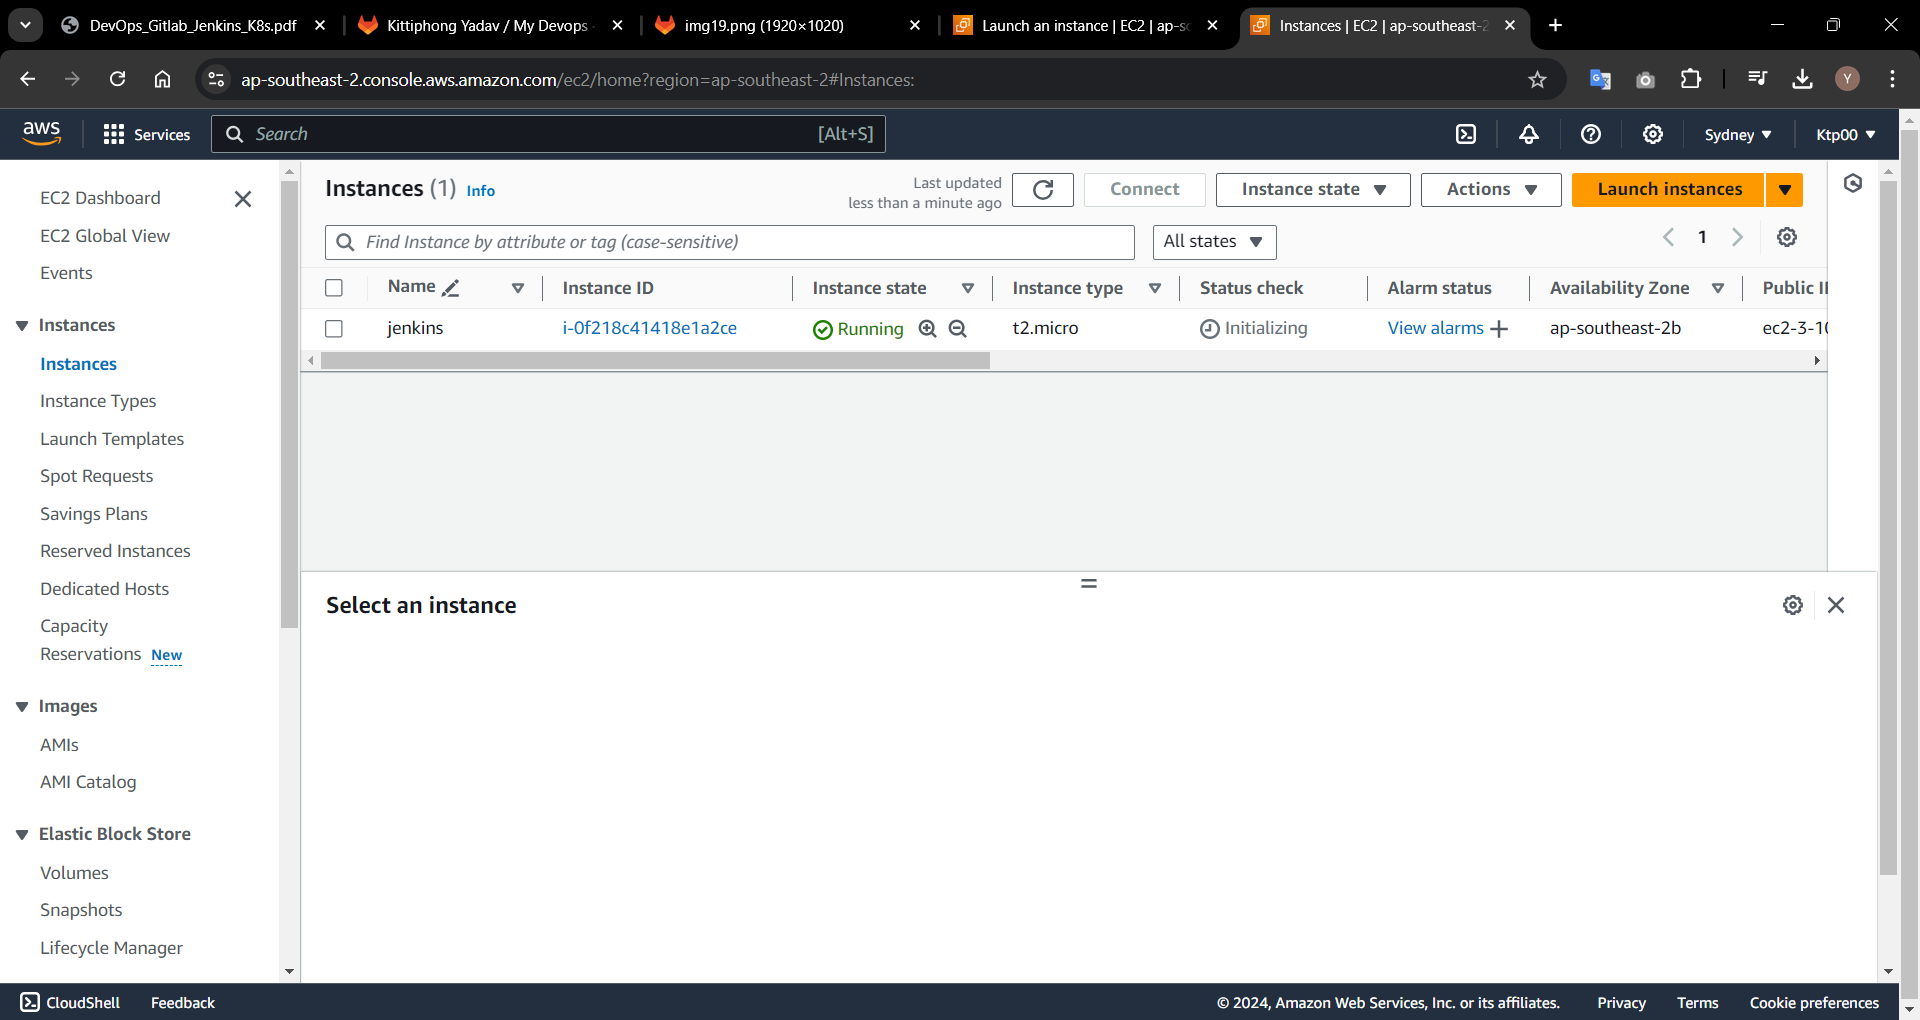 DevOps_Gitlab_Jenkins_K8s.pdf
Kittiphong Yadav / My Devops
img19.png (1920×1020)
Launch an instance | EC2 | ap-s
Instances | EC2 | ap-southeast-2
ap-southeast-2.console.aws.amazon.com/ec2/home?region=ap-southeast-2#Instances:
Y
aws
Services
Search
[Alt+S]
Sydney
Ktp00
EC2 Dashboard
EC2 Global View
Events
Instances
Instances
Instance Types
Launch Templates
Spot Requests
Savings Plans
Reserved Instances
Dedicated Hosts
Capacity
Reservations New
Images
AMIs
AMI Catalog
Elastic Block Store
Volumes
Snapshots
Lifecycle Manager
Instances (1) Info
Last updated
less than a minute ago
Connect
Instance state
Actions
Launch instances
Find Instance by attribute or tag (case-sensitive)
All states
1
Name Instance ID Instance state Instance type Status check Alarm status Availability Zone Public I
jenkins i-0f218c41418e1a2ce Running t2.micro Initializing View alarms ap-southeast-2b ec2-3-10
Select an instance
CloudShell Feedback © 2024, Amazon Web Services, Inc. or its affiliates. Privacy Terms Cookie preferences